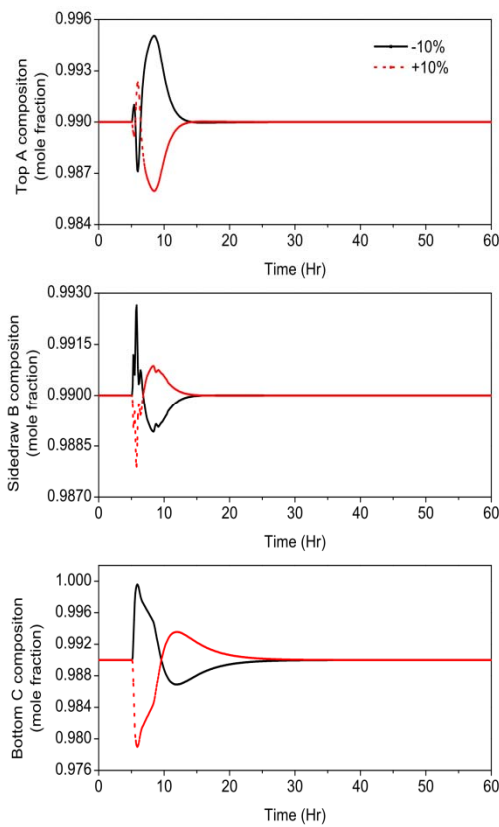 0.996
0.993
0.990
0.987
0.984
Top A compositon
(mole fraction)
-10%
+10%
0 10 20 30 40 50 60
Time (Hr)
0.9930
0.9915
0.9900
0.9885
0.9870
Sidedraw B compositon
(mole fraction)
0 10 20 30 40 50 60
Time (Hr)
1.000
0.996
0.992
0.988
0.984
0.980
0.976
Bottom C compositon
(mole fraction)
0 10 20 30 40 50 60
Time (Hr)